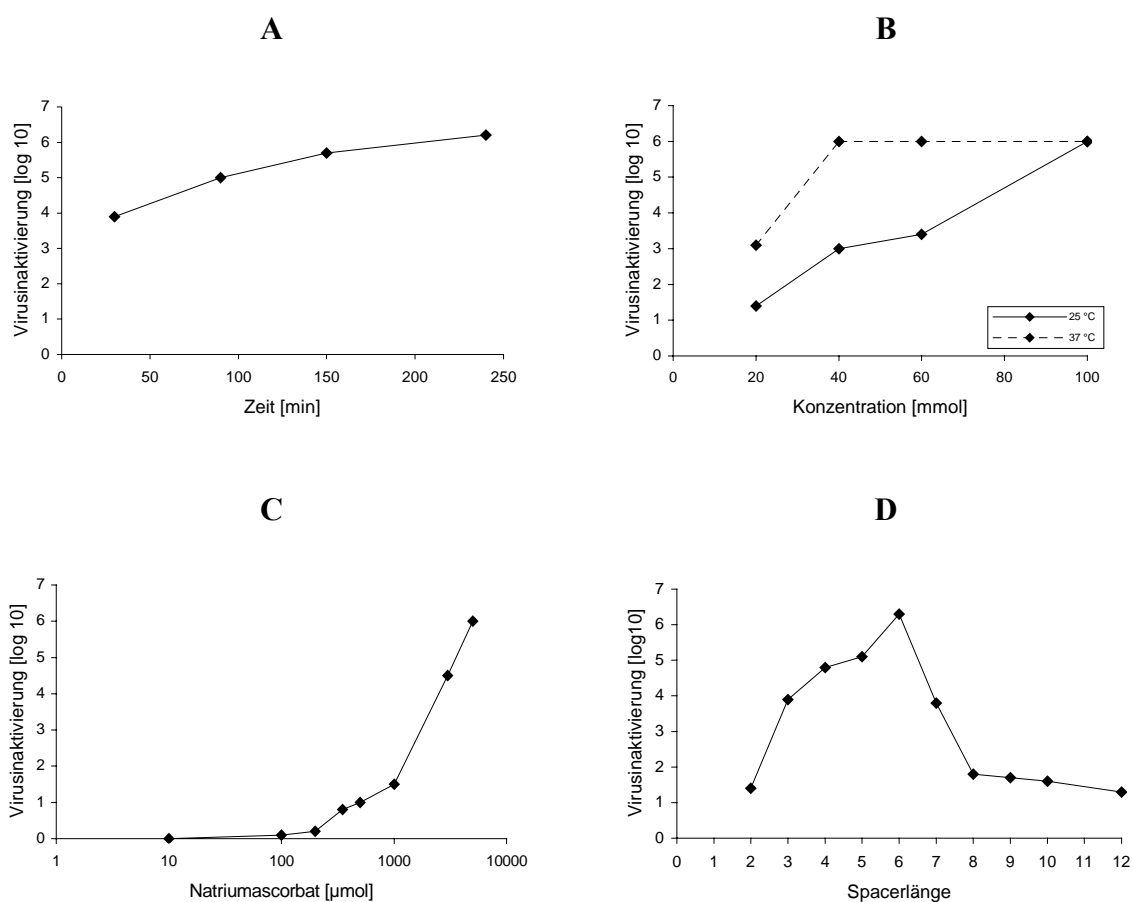 A
Virusinaktivierung [log 10]
7
6
5
4
3
2
1
0
0 50 100 150 200 250
Zeit [min]
B
Virusinaktivierung [log 10]
7
6
5
4
3
2
1
0
0 20 40 60 80 100
Konzentration [mmol]
25 °C
37 °C
C
Virusinaktivierung [log 10]
7
6
5
4
3
2
1
0
1 10 100 1000 10000
Natriumascorbat [µmol]
D
Virusinaktivierung [log10]
7
6
5
4
3
2
1
0
0 1 2 3 4 5 6 7 8 9 10 11 12
Spacerlänge